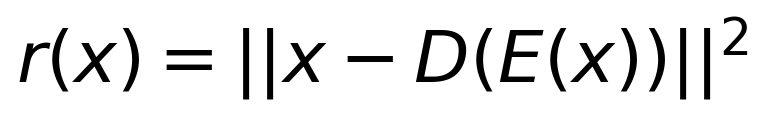 r(x) = ||x − D(E(x))||²